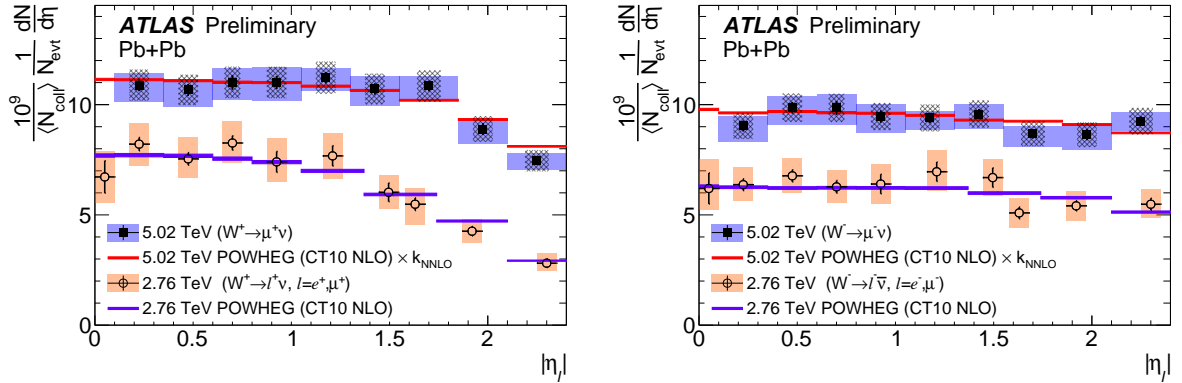 ATLAS Preliminary
Pb+Pb
10⁹ / ⟨N_coll⟩ 1 / N_evt dN / dη
10
5
0
5.02 TeV (W⁺→μ⁺ν)
5.02 TeV POWHEG (CT10 NLO) × k_NNLO
2.76 TeV (W⁺→l⁺ν, l=e⁺,μ⁺)
2.76 TeV POWHEG (CT10 NLO)
0 0.5 1 1.5 2
|η_l|
ATLAS Preliminary
Pb+Pb
10⁹ / ⟨N_coll⟩ 1 / N_evt dN / dη
10
5
0
5.02 TeV (W⁻→μ⁻ν)
5.02 TeV POWHEG (CT10 NLO) × k_NNLO
2.76 TeV (W⁻→l⁻ν̄, l=e⁻,μ⁻)
2.76 TeV POWHEG (CT10 NLO)
0 0.5 1 1.5 2
|η_l|